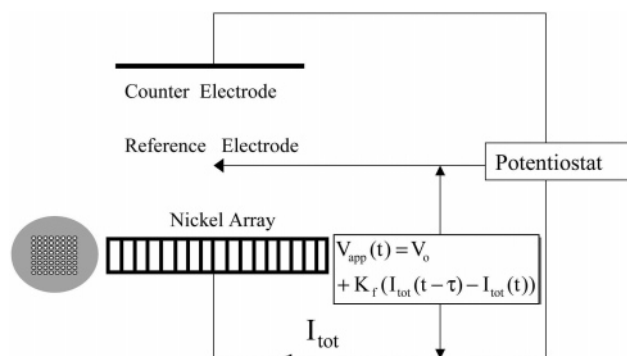 Counter Electrode
Reference Electrode
Potentiostat
Nickel Array
V_app(t) = V_o
+ K_f(I_tot(t-τ) - I_tot(t))
I_tot